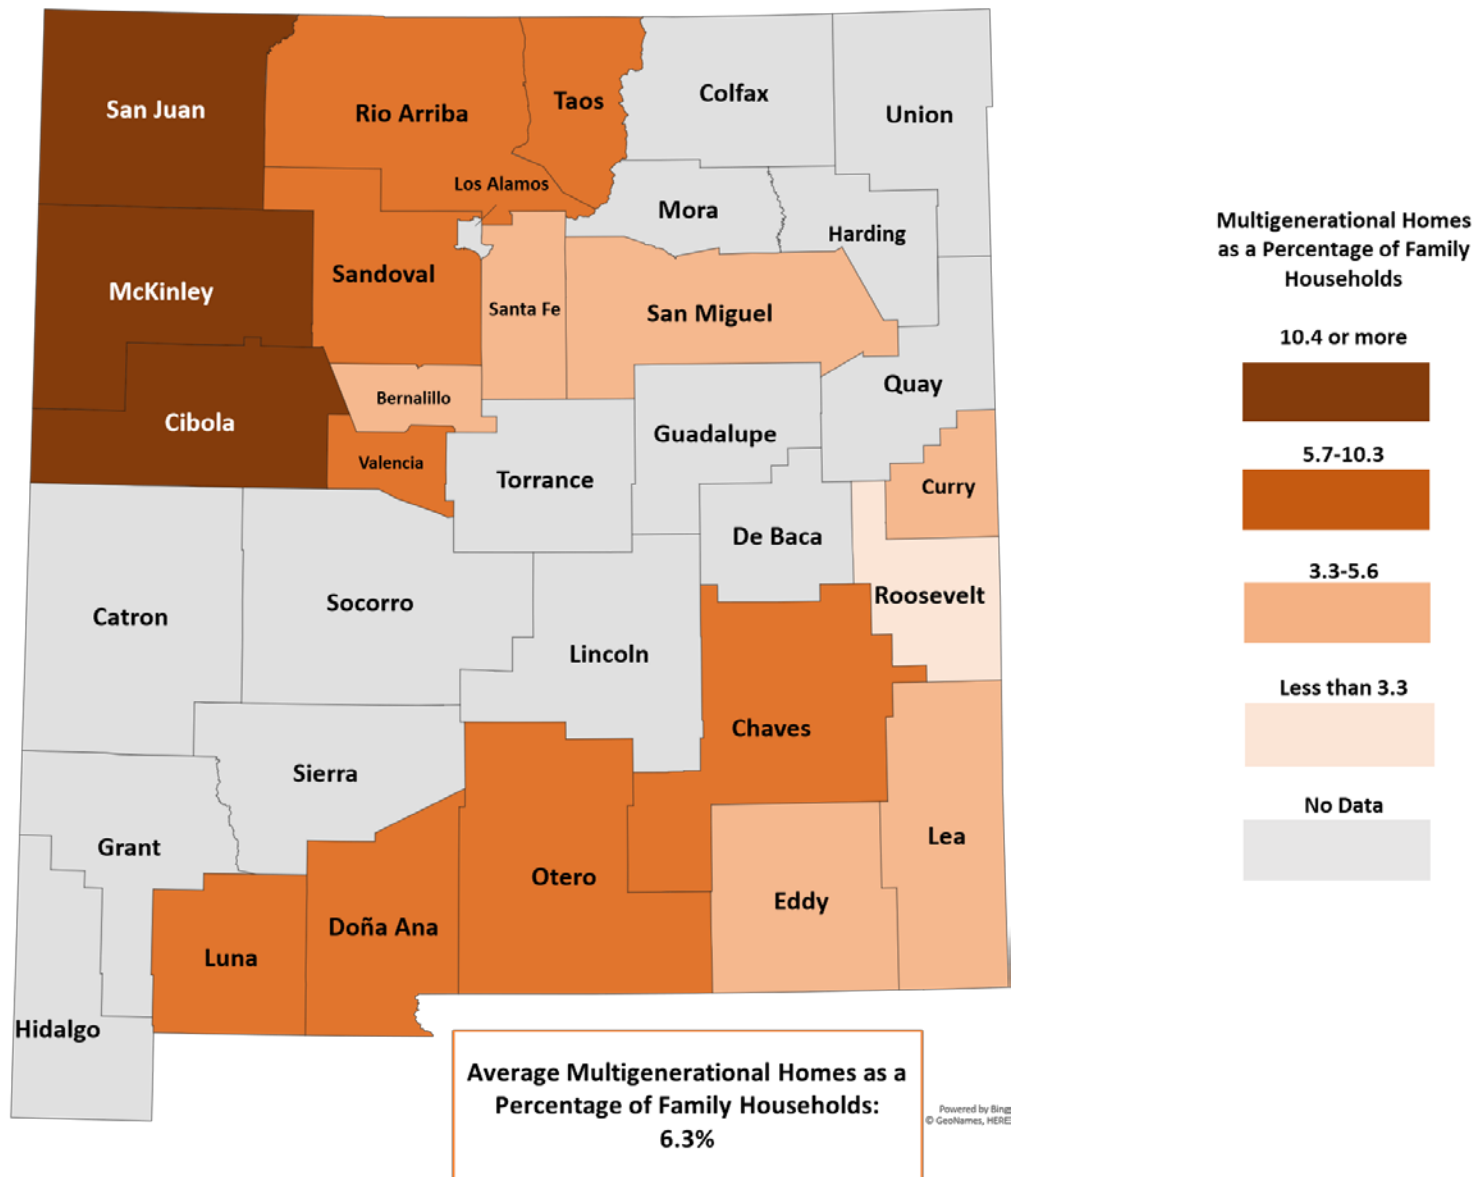 San Juan
Rio Arriba
Taos
Colfax
Union
Los Alamos
Mora
Harding
McKinley
Sandoval
Santa Fe
San Miguel
Quay
Bernalillo
Cibola
Guadalupe
Valencia
Torrance
Curry
De Baca
Roosevelt
Catron
Socorro
Lincoln
Chaves
Sierra
Lea
Grant
Otero
Eddy
Doña Ana
Luna
Hidalgo
Multigenerational Homes
as a Percentage of Family
Households
10.4 or more
5.7-10.3
3.3-5.6
Less than 3.3
No Data
Average Multigenerational Homes as a
Percentage of Family Households:
6.3%
Powered by Bing
© GeoNames, HERE